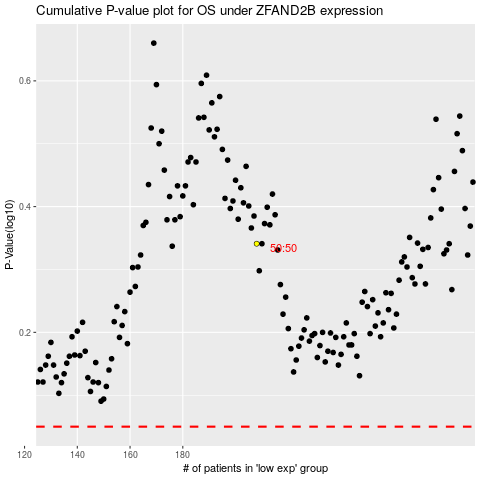 Cumulative P-value plot for OS under ZFAND2B expression
P-Value(log10)
0.6
0.4
0.2
50:50
120 140 160 180
# of patients in 'low exp' group